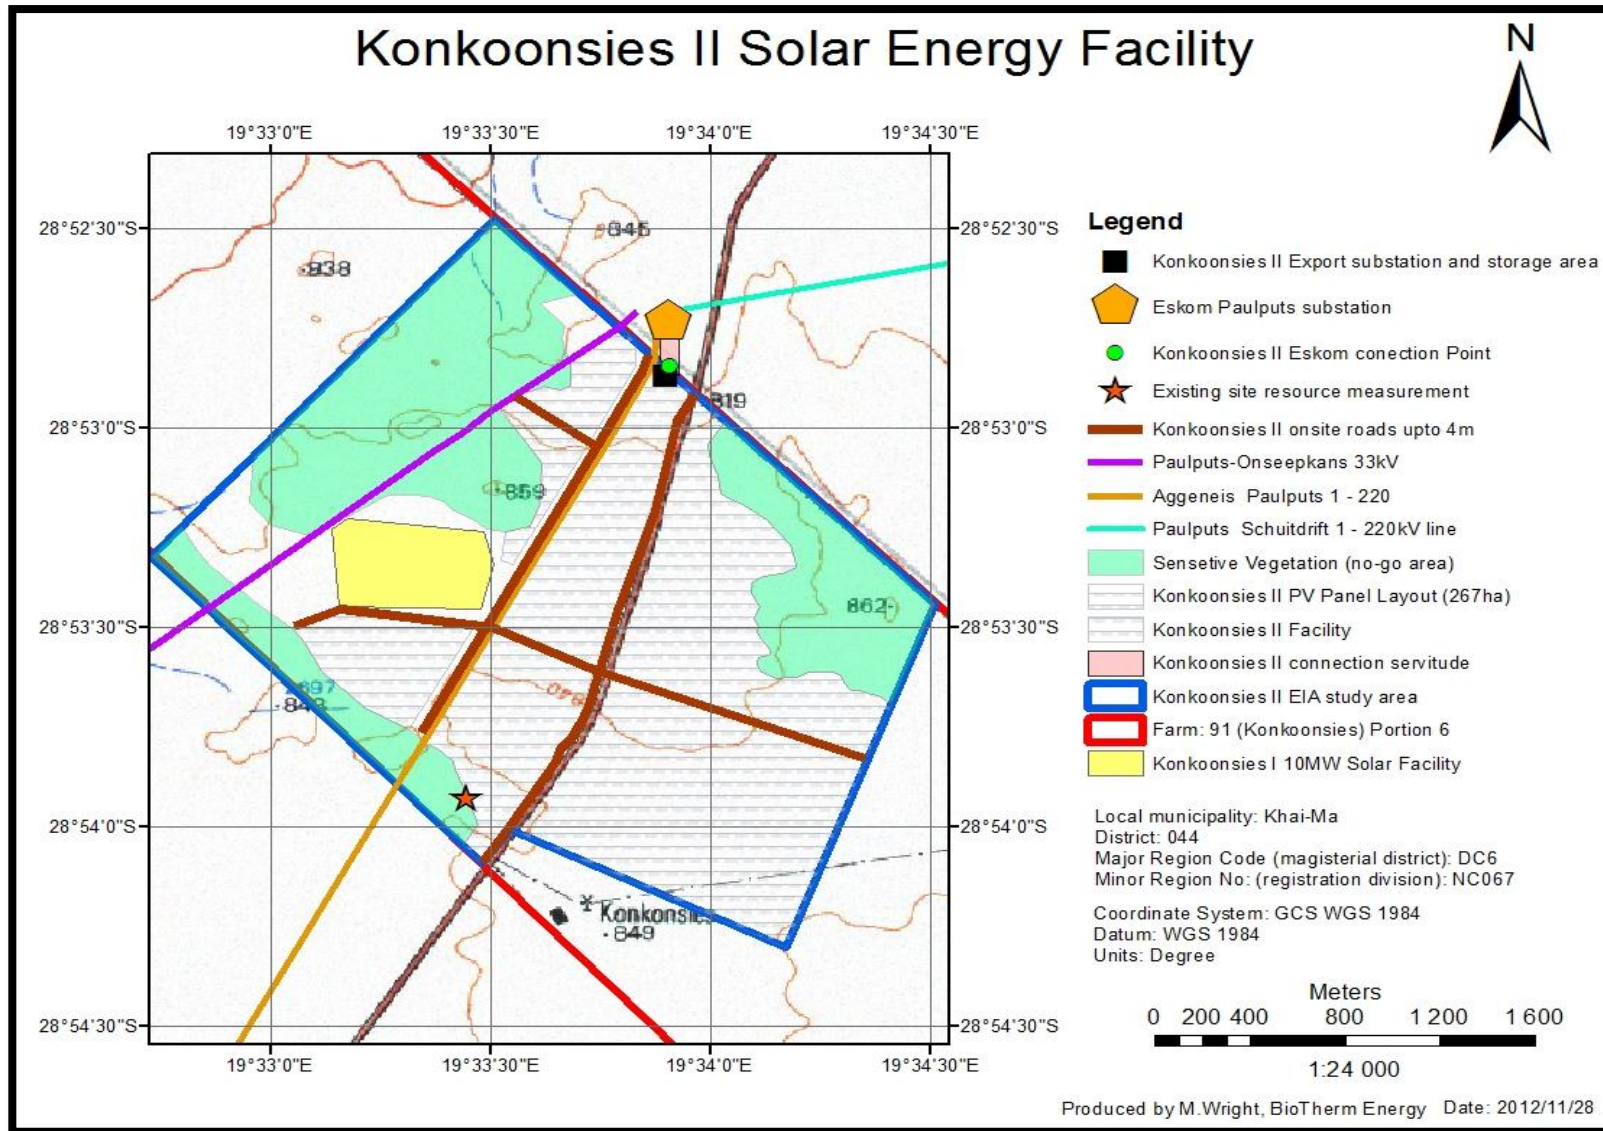 Konkoonsies II Solar Energy Facility
N
19°33'0"E
19°33'30"E
19°34'0"E
19°34'30"E
28°52'30"S
28°52'30"S
28°53'0"S
28°53'0"S
28°53'30"S
28°53'30"S
28°54'0"S
28°54'0"S
28°54'30"S
28°54'30"S
19°33'0"E
19°33'30"E
19°34'0"E
19°34'30"E
845
938
819
859
862
840
843
Konkonsies
849
Legend
Konkoonsies II Export substation and storage area
Eskom Paulputs substation
Konkoonsies II Eskom conection Point
Existing site resource measurement
Konkoonsies II onsite roads upto 4m
Paulputs-Onseepkans 33kV
Aggeneis Paulputs 1 - 220
Paulputs Schuitdrift 1 - 220kV line
Sensetive Vegetation (no-go area)
Konkoonsies II PV Panel Layout (267ha)
Konkoonsies II Facility
Konkoonsies II connection servitude
Konkoonsies II EIA study area
Farm: 91 (Konkoonsies) Portion 6
Konkoonsies I 10MW Solar Facility
Local municipality: Khai-Ma
District: 044
Major Region Code (magisterial district): DC6
Minor Region No: (registration division): NC067
Coordinate System: GCS WGS 1984
Datum: WGS 1984
Units: Degree
Meters
0 200 400 800 1 200 1 600
1:24 000
Produced by M.Wright, BioTherm Energy Date: 2012/11/28